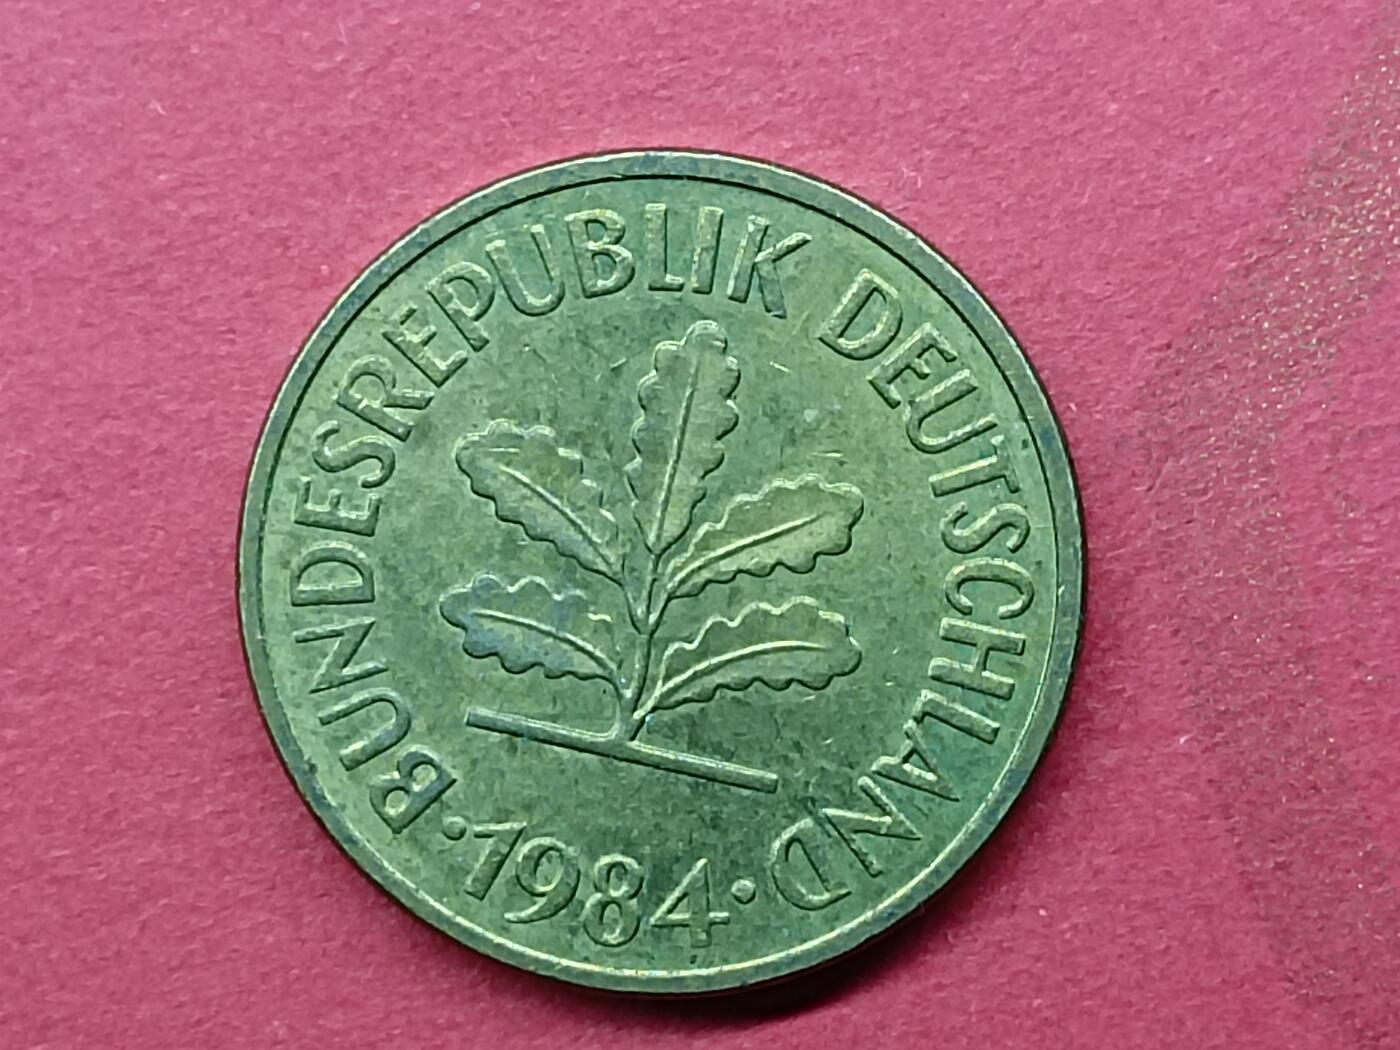 BUNDESREPUBLIK DEUTSCHLAND
· 1984 ·